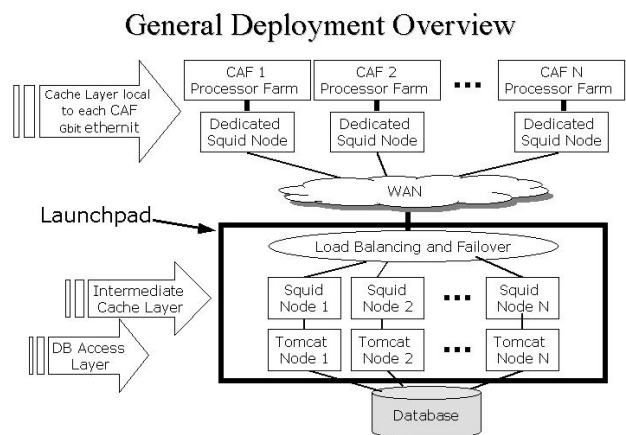 General Deployment Overview
Cache Layer local
to each CAF
Gbit ethernit
CAF 1
Processor Farm
CAF 2
Processor Farm
...
CAF N
Processor Farm
Dedicated
Squid Node
Dedicated
Squid Node
Dedicated
Squid Node
WAN
Launchpad
Load Balancing and Failover
Intermediate
Cache Layer
Squid
Node 1
Squid
Node 2
...
Squid
Node N
DB Access
Layer
Tomcat
Node 1
Tomcat
Node 2
...
Tomcat
Node N
Database